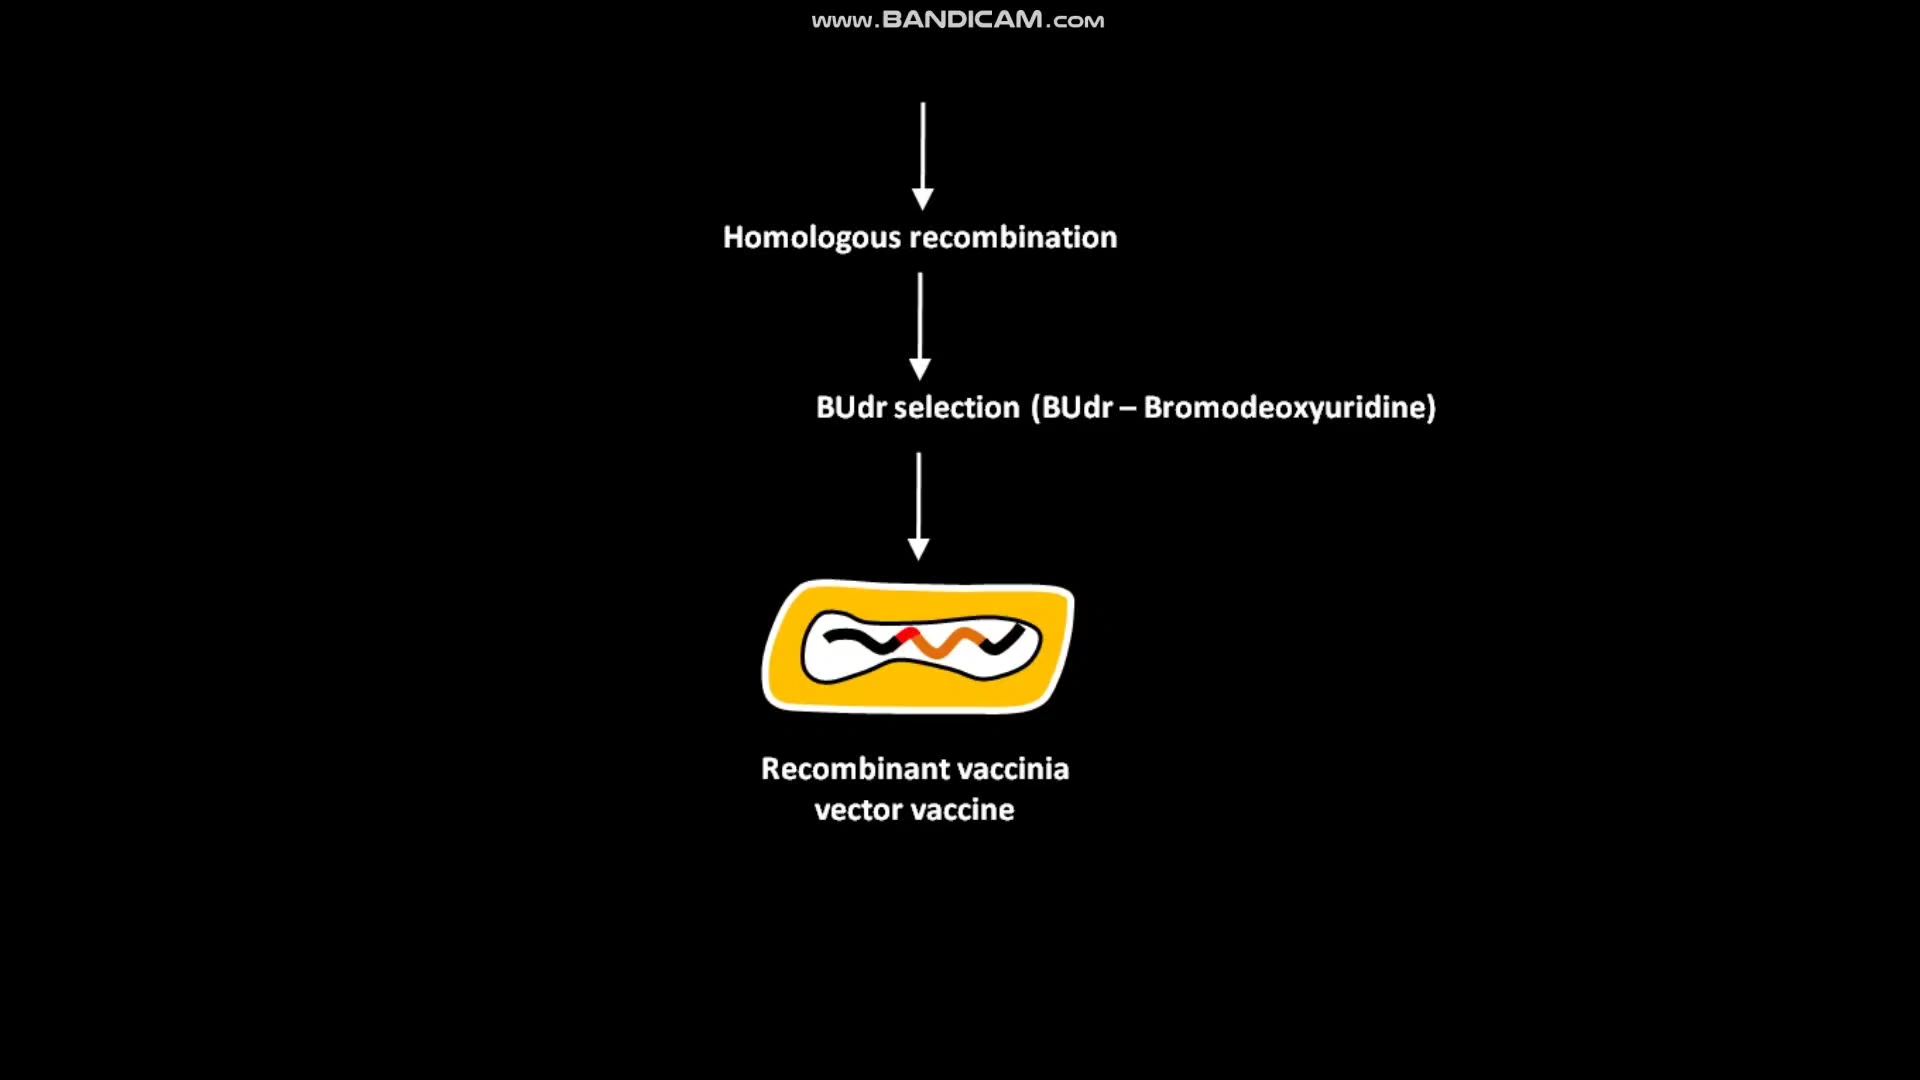 www.BANDICAM.com
Homologous recombination
BUdr selection (BUdr – Bromodeoxyuridine)
Recombinant vaccinia
vector vaccine